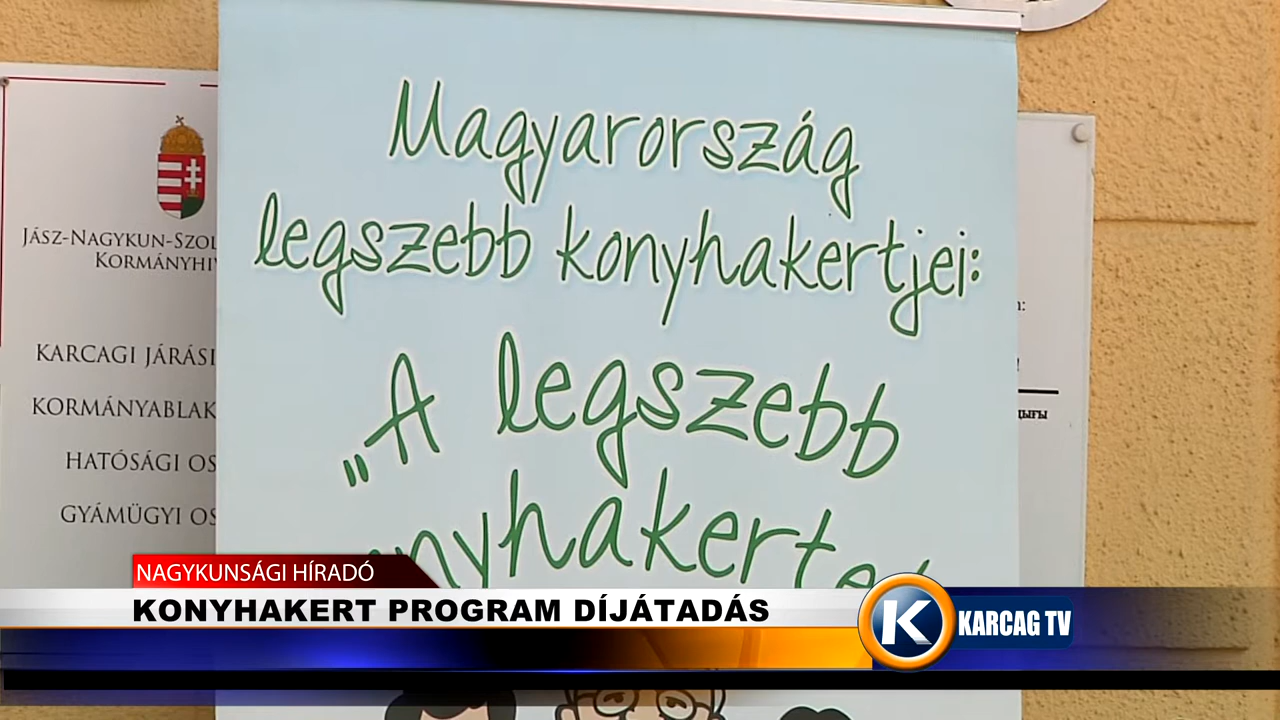 Magyarország
legszebb konyhakertjei:
„A legszebb
JÁSZ-NAGYKUN-SZOL
KORMÁNYHI
KARCAGI JÁRÁSI
KORMÁNYABLAK
HATÓSÁGI OS
GYÁMÜGYI OS
NAGYKUNSÁGI HÍRADÓ
KONYHAKERT PROGRAM DÍJÁTADÁS
K KARCAG TV